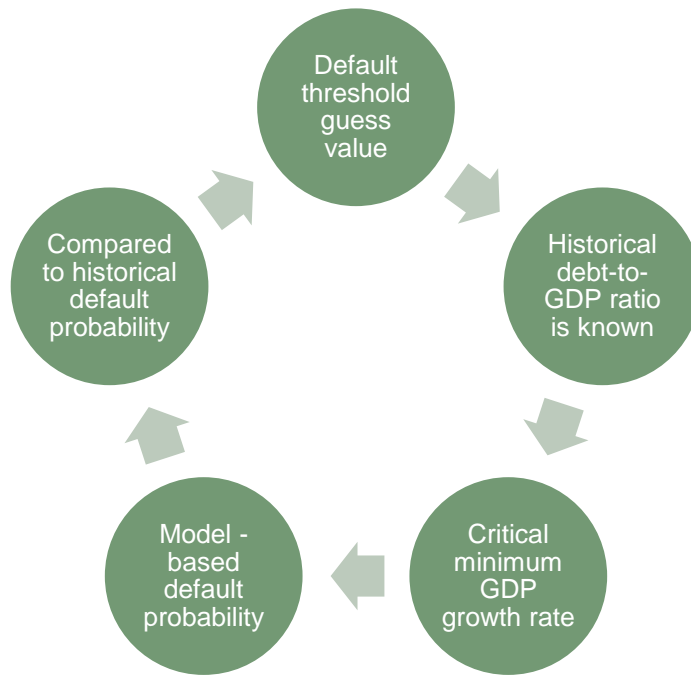 Default
threshold
guess
value
Historical
debt-to-
GDP ratio
is known
Critical
minimum
GDP
growth rate
Model -
based
default
probability
Compared
to historical
default
probability